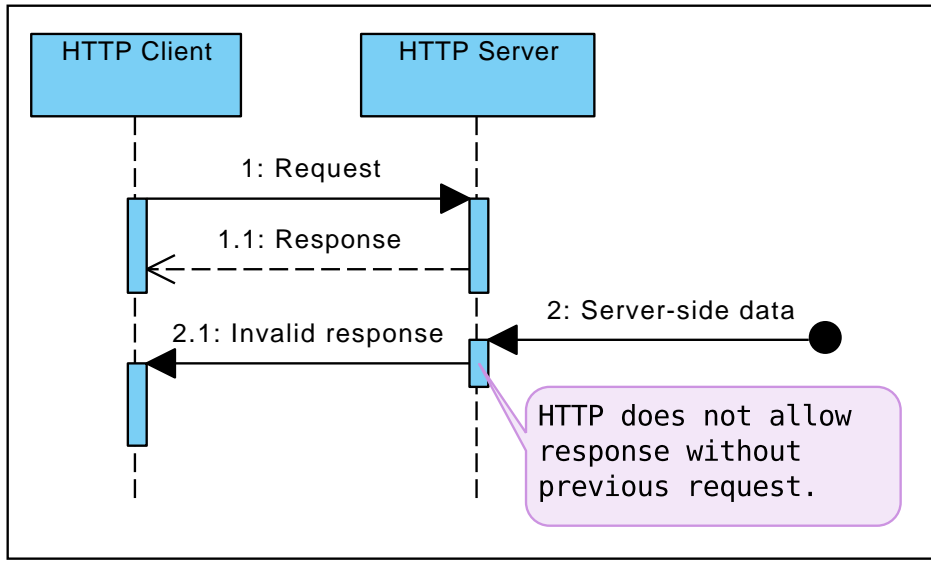 HTTP Client
HTTP Server
1: Request
1.1: Response
2: Server-side data
2.1: Invalid response
HTTP does not allow
response without
previous request.